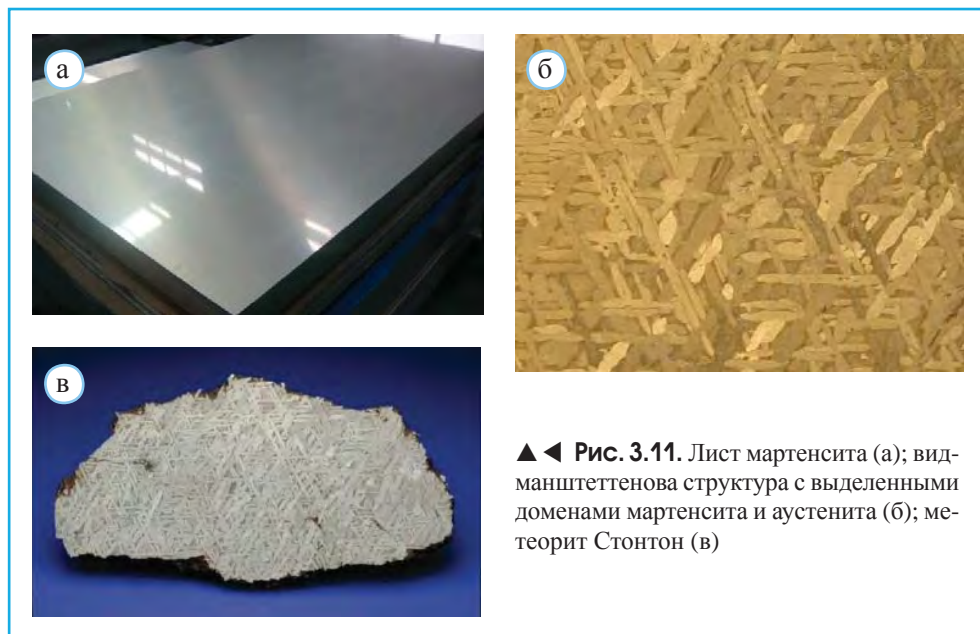 а
б
в
▲ ◀ Рис. 3.11. Лист мартенсита (а); вид-
манштеттенова структура с выделенными
доменами мартенсита и аустенита (б); ме-
теорит Стонтон (в)